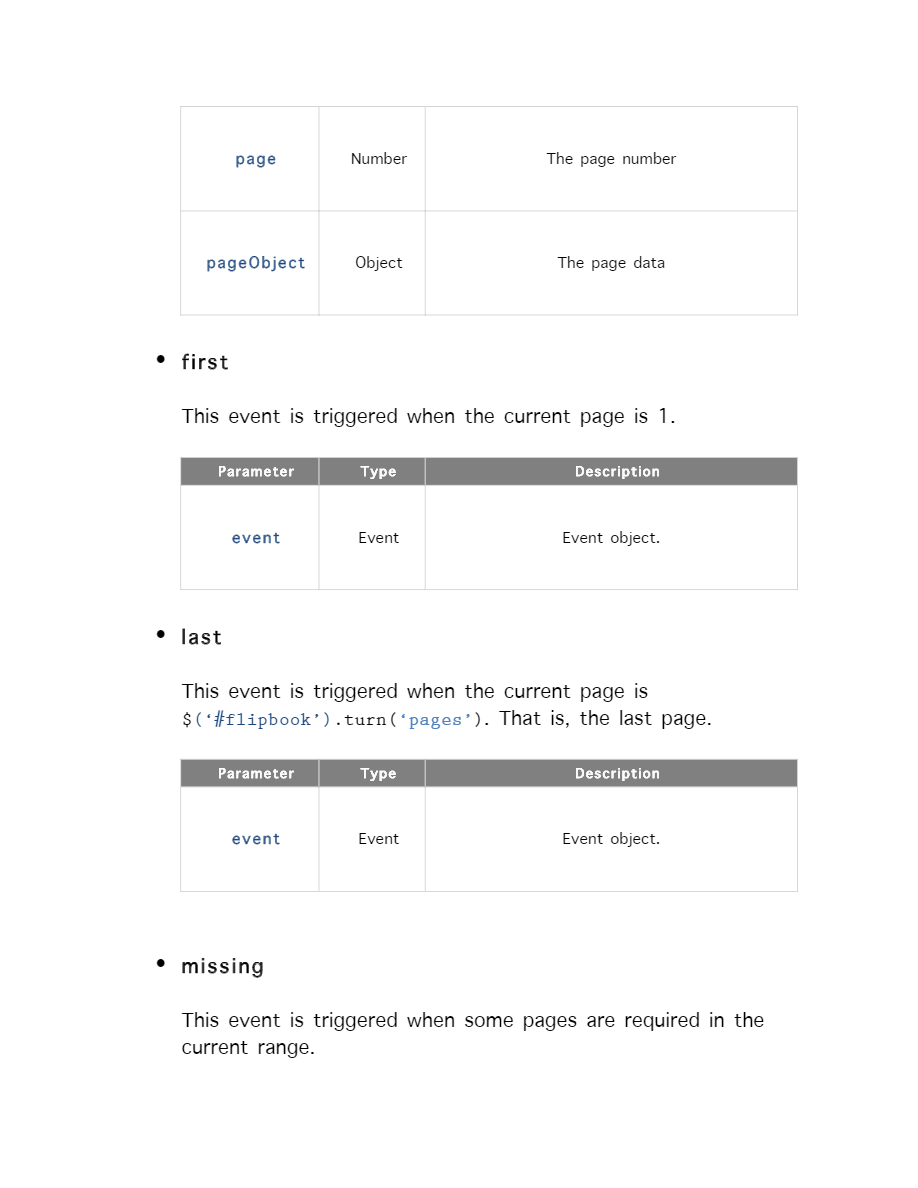 page Number The page number
pageObject Object The page data
• first
This event is triggered when the current page is 1.
Parameter Type Description
event Event Event object.
• last
This event is triggered when the current page is
$(‘#flipbook’).turn(‘pages’). That is, the last page.
Parameter Type Description
event Event Event object.
• missing
This event is triggered when some pages are required in the
current range.